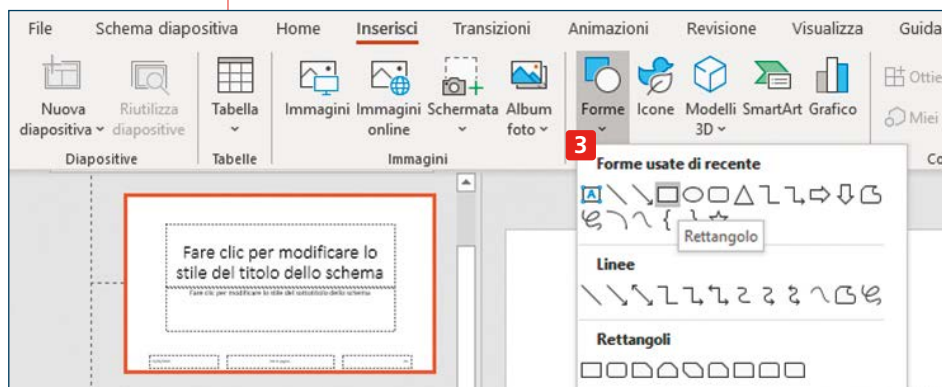 File Schema diapositiva Home Inserisci Transizioni Animazioni Revisione Visualizza Guida
Nuova diapositiva
Riutilizza diapositive
Tabella
Immagini
Immagini online
Schermata
Album foto
Forme
Icone
Modelli 3D
SmartArt
Grafico
Ottie
Miei
Diapositive
Tabelle
Immagini
Co
3
Forme usate di recente
A
Rettangolo
Linee
Rettangoli
Fare clic per modificare lo
stile del titolo dello schema
Fare clic per modificare lo stile del sottotitolo dello schema